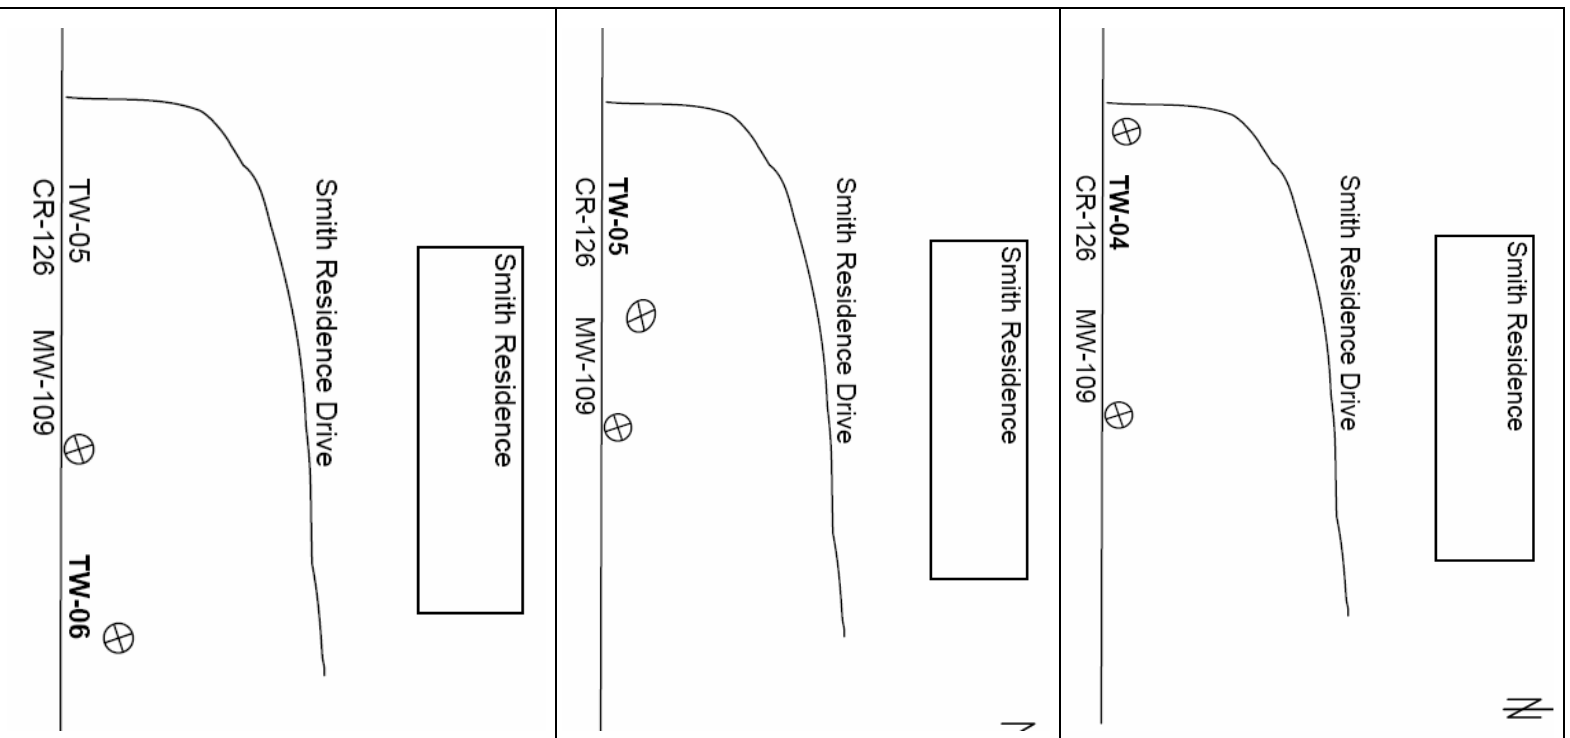 Smith Residence
N
Smith Residence Drive
TW-04
CR-126 MW-109
Smith Residence
Smith Residence Drive
TW-05
CR-126 MW-109
Smith Residence
Smith Residence Drive
TW-05 TW-06
CR-126 MW-109